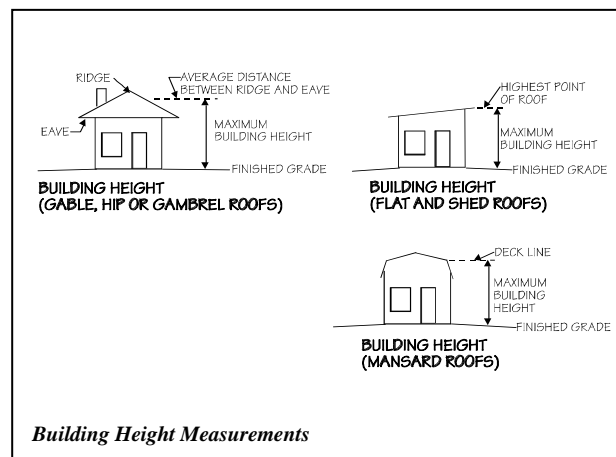 RIDGE
AVERAGE DISTANCE
BETWEEN RIDGE AND EAVE
EAVE
MAXIMUM
BUILDING HEIGHT
FINISHED GRADE
BUILDING HEIGHT
(GABLE, HIP OR GAMBREL ROOFS)
HIGHEST POINT
OF ROOF
MAXIMUM
BUILDING HEIGHT
FINISHED GRADE
BUILDING HEIGHT
(FLAT AND SHED ROOFS)
DECK LINE
MAXIMUM
BUILDING
HEIGHT
FINISHED GRADE
BUILDING HEIGHT
(MANSARD ROOFS)
Building Height Measurements